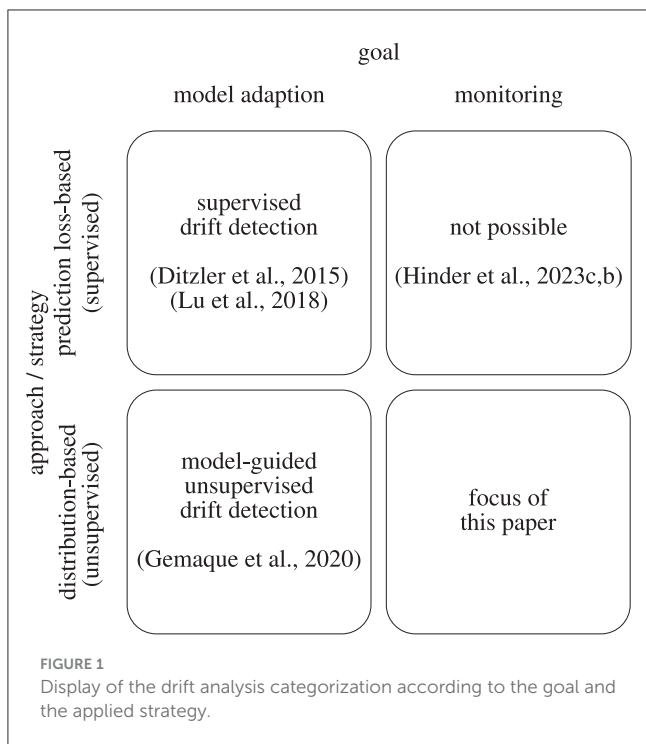 goal
model adaption
monitoring
approach / strategy
prediction loss-based
(supervised)
supervised
drift detection
(Ditzler et al., 2015)
(Lu et al., 2018)
not possible
(Hinder et al., 2023c,b)
distribution-based
(unsupervised)
model-guided
unsupervised
drift detection
(Gemaque et al., 2020)
focus of
this paper
FIGURE 1
Display of the drift analysis categorization according to the goal and
the applied strategy.